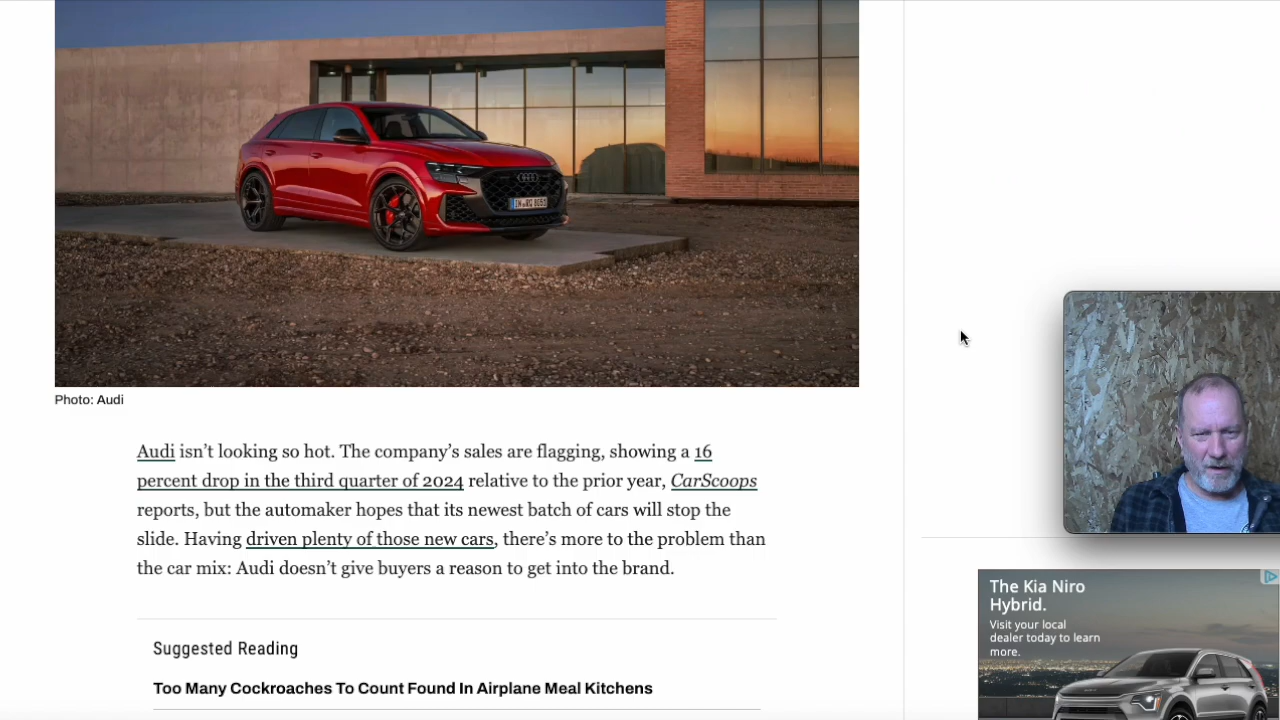 Photo: Audi
Audi isn't looking so hot. The company's sales are flagging, showing a 16
percent drop in the third quarter of 2024 relative to the prior year, CarScoops
reports, but the automaker hopes that its newest batch of cars will stop the
slide. Having driven plenty of those new cars, there's more to the problem than
the car mix: Audi doesn't give buyers a reason to get into the brand.
Suggested Reading
Too Many Cockroaches To Count Found In Airplane Meal Kitchens
The Kia Niro
Hybrid.
Visit your local
dealer today to learn
more.